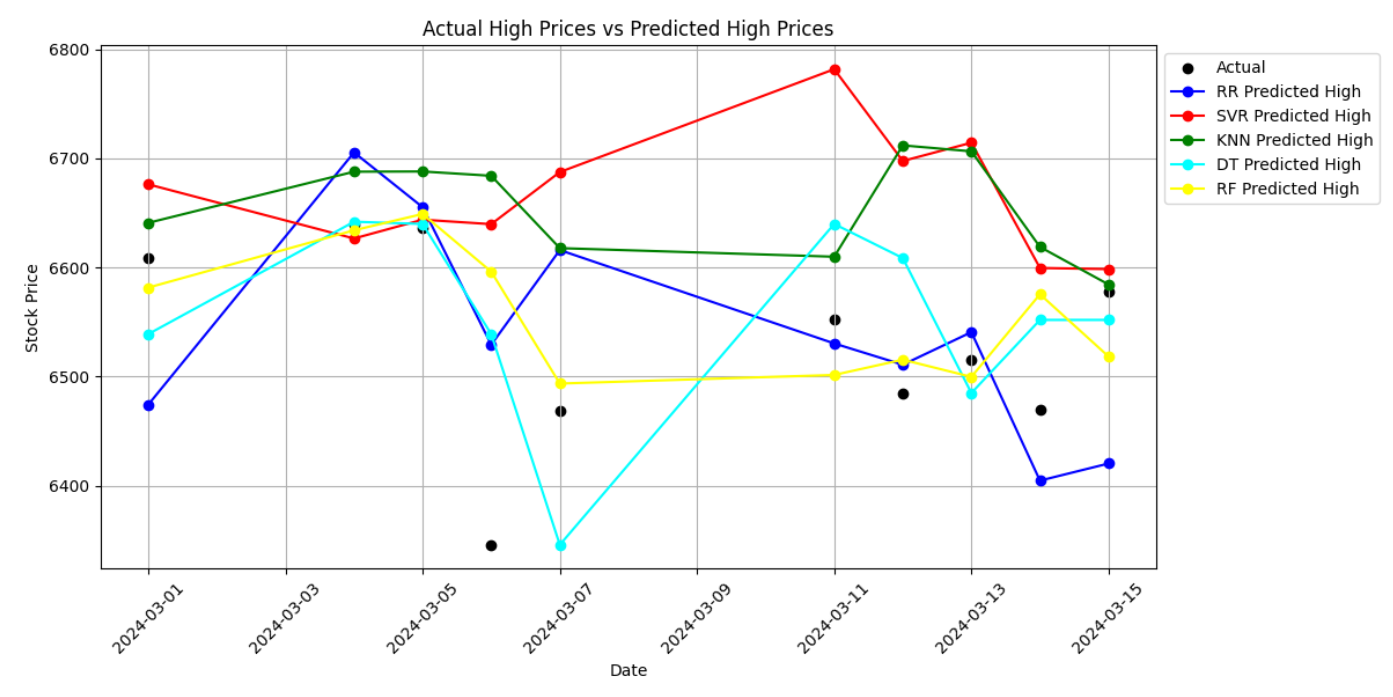 Actual High Prices vs Predicted High Prices
6800
6700
6600
6500
6400
Stock Price
2024-03-01
2024-03-03
2024-03-05
2024-03-07
2024-03-09
2024-03-11
2024-03-13
2024-03-15
Date
Actual
RR Predicted High
SVR Predicted High
KNN Predicted High
DT Predicted High
RF Predicted High